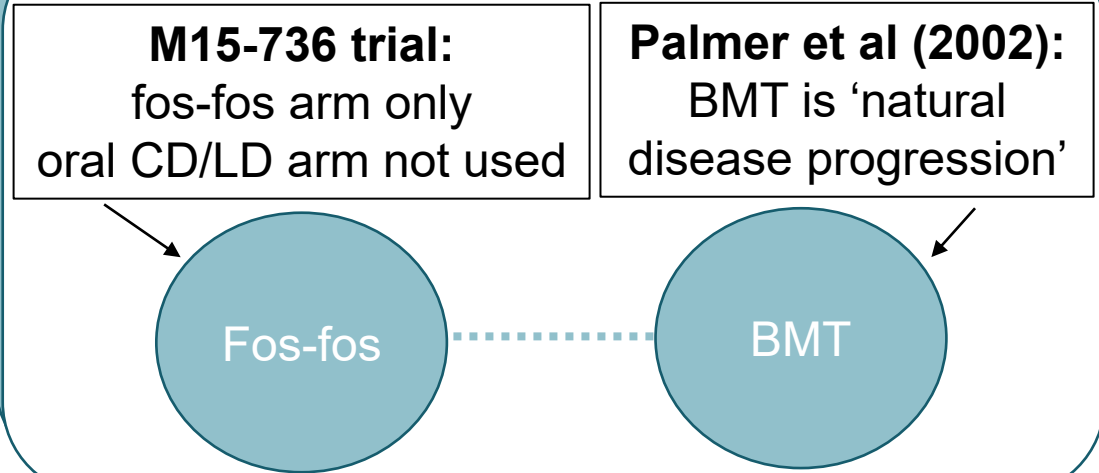 M15-736 trial:
fos-fos arm only
oral CD/LD arm not used
Palmer et al (2002):
BMT is ‘natural
disease progression’
Fos-fos
BMT